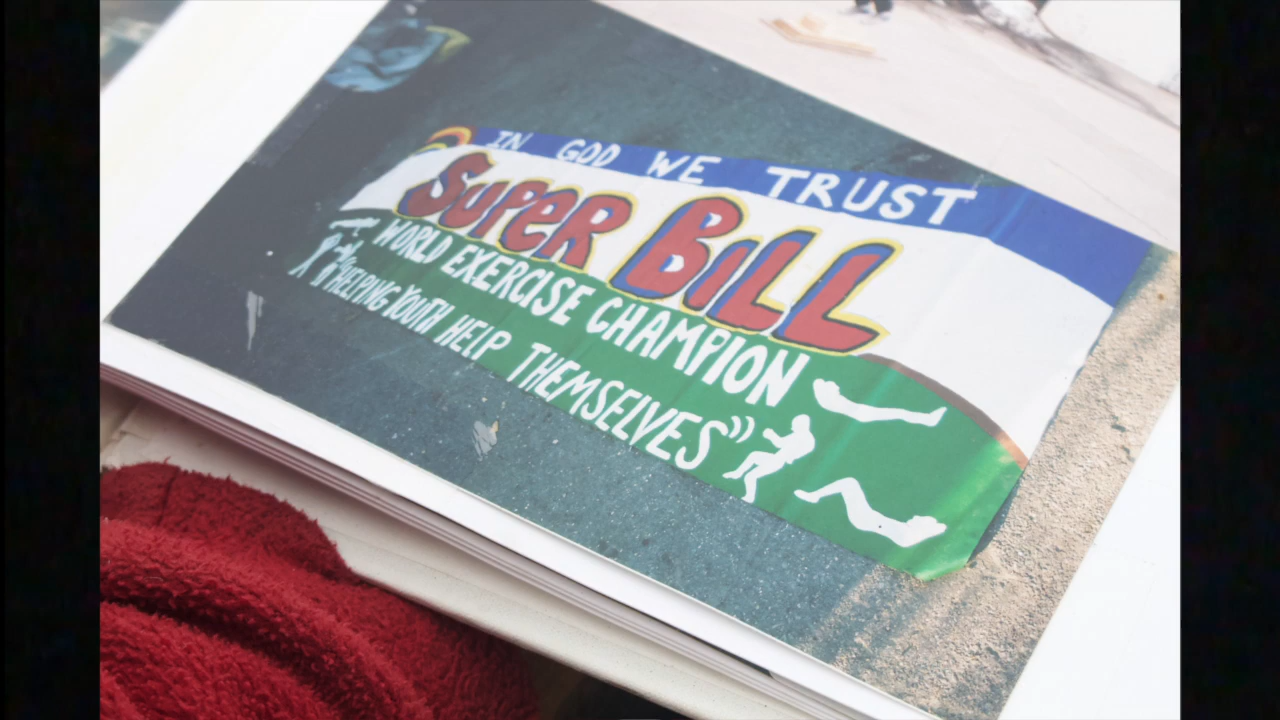 IN GOD WE TRUST
SUPeR BiLL
WORLD EXERCISE CHAMPION
"HELPING YOUTH HELP THEMSELVES"